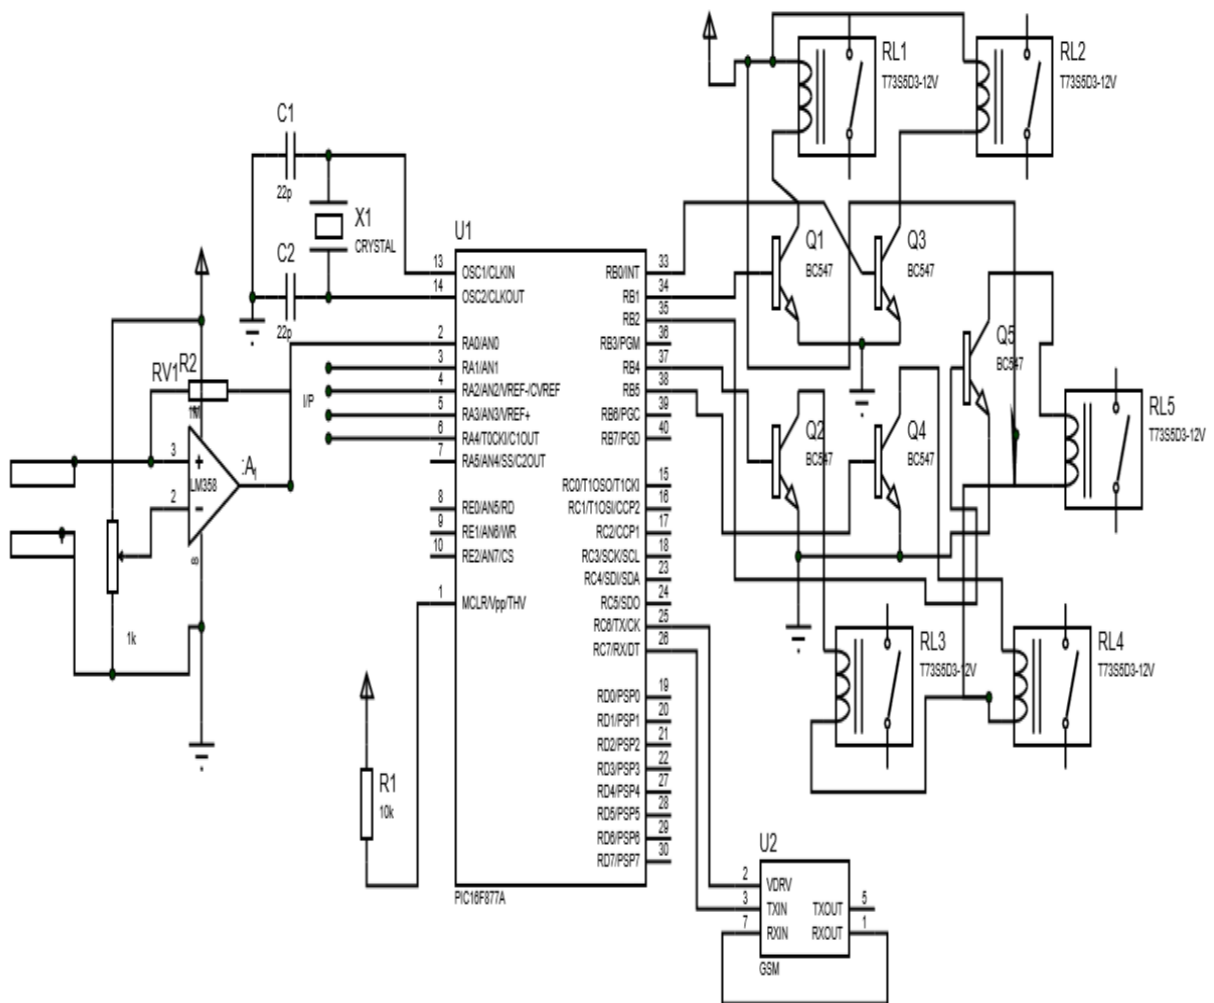 C1
22p
X1
CRYSTAL
C2
22p
U1
13 OSC1/CLKIN
14 OSC2/CLKOUT
2 RA0/AN0
3 RA1/AN1
4 RA2/AN2/VREF-/CVREF
5 RA3/AN3/VREF+
6 RA4/T0CKI/C1OUT
7 RA5/AN4/SS/C2OUT
8 RE0/AN5/RD
9 RE1/AN6/WR
10 RE2/AN7/CS
1 MCLR/Vpp/THV
RB0/INT 33
RB1 34
RB2 35
RB3/PGM 36
RB4 37
RB5 38
RB6/PGC 39
RB7/PGD 40
RC0/T1OSO/T1CKI 15
RC1/T1OSI/CCP2 16
RC2/CCP1 17
RC3/SCK/SCL 18
RC4/SDI/SDA 23
RC5/SDO 24
RC6/TX/CK 25
RC7/RX/DT 26
RD0/PSP0 19
RD1/PSP1 20
RD2/PSP2 21
RD3/PSP3 22
RD4/PSP4 27
RD5/PSP5 28
RD6/PSP6 29
RD7/PSP7 30
PIC16F877A
I/P
RV1
R2
1k
3
2
1
8
:A
LM358
R1
10k
RL1
T73S5D3-12V
RL2
T73S5D3-12V
Q1
BC547
Q3
BC547
Q5
BC547
Q2
BC547
Q4
BC547
RL5
T73S5D3-12V
RL3
T73S5D3-12V
RL4
T73S5D3-12V
U2
2 VDRV
3 TXIN
7 RXIN
TXOUT 5
RXOUT 1
GSM